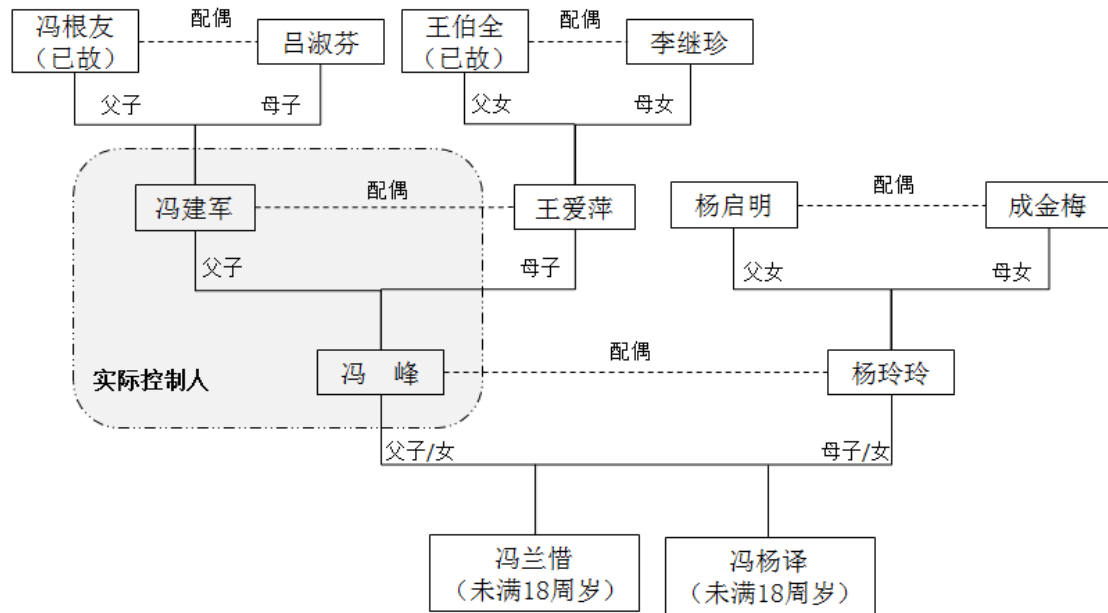 配偶
配偶
冯根友
（已故）
吕淑芬
王伯全
（已故）
李继珍
父子
母子
父女
母女
配偶
配偶
冯建军
王爱萍
杨启明
成金梅
父子
母子
父女
母女
配偶
实际控制人
冯 峰
杨玲玲
父子/女
母子/女
冯兰惜
（未满18周岁）
冯杨译
（未满18周岁）